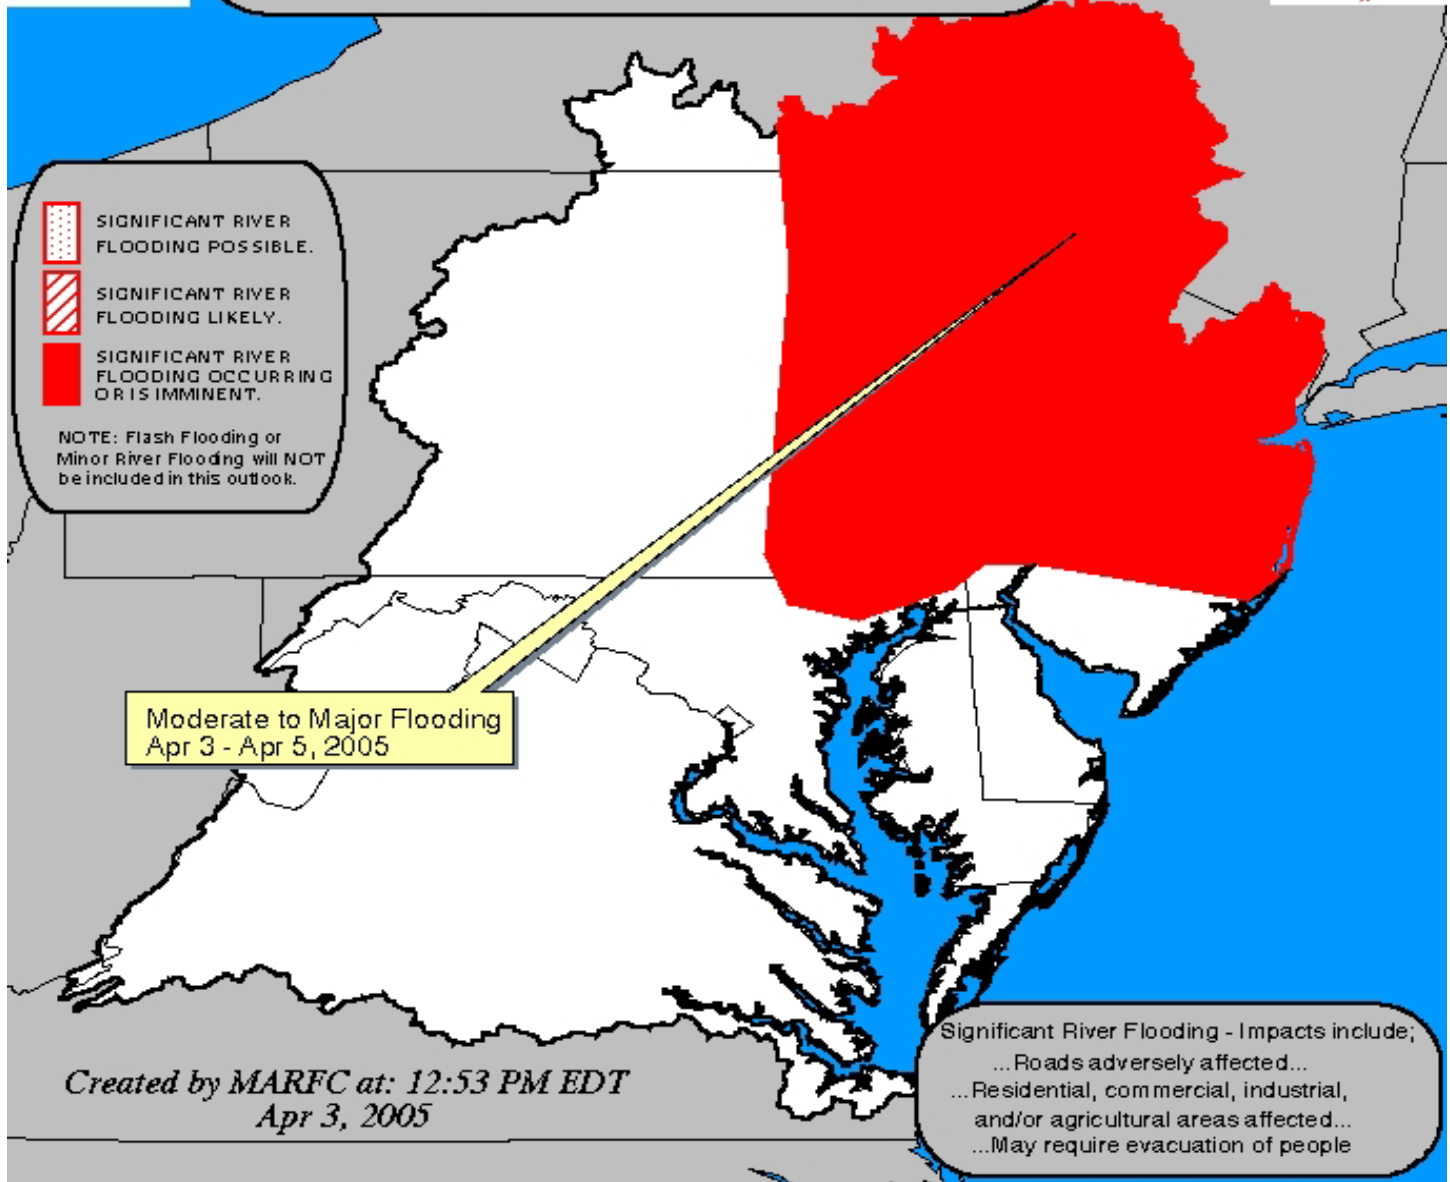 SIGNIFICANT RIVER
FLOODING POSSIBLE.
SIGNIFICANT RIVER
FLOODING LIKELY.
SIGNIFICANT RIVER
FLOODING OCCURRING
OR IS IMMINENT.
NOTE: Flash Flooding or
Minor River Flooding will NOT
be included in this outlook.
Moderate to Major Flooding
Apr 3 - Apr 5, 2005
Created by MARFC at: 12:53 PM EDT
Apr 3, 2005
Significant River Flooding - Impacts include;
...Roads adversely affected...
...Residential, commercial, industrial,
and/or agricultural areas affected...
...May require evacuation of people